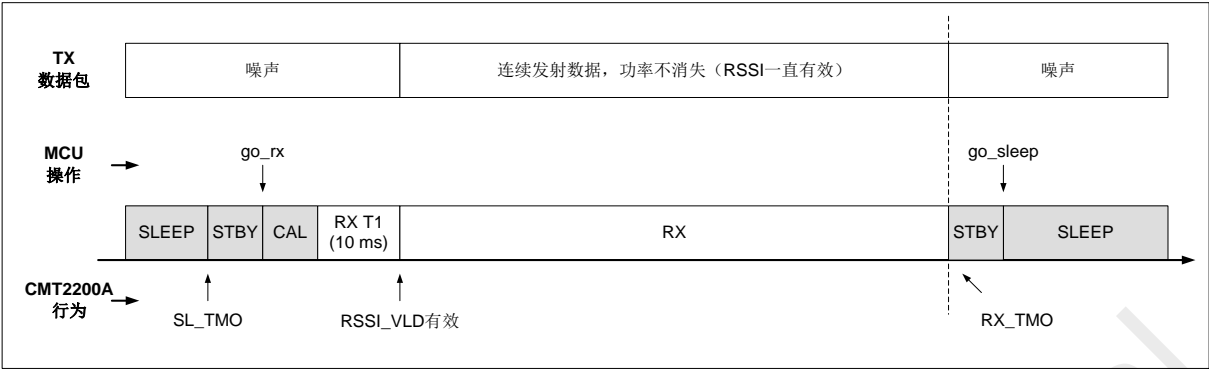 TX
数据包
噪声
连续发射数据，功率不消失（RSSI一直有效）
噪声
MCU
操作
go_rx
go_sleep
SLEEP
STBY
CAL
RX T1
(10 ms)
RX
STBY
SLEEP
CMT2200A
行为
SL_TMO
RSSI_VLD有效
RX_TMO